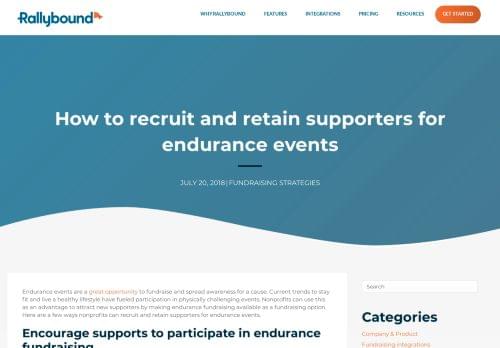 Rallybound
WHY RALLYBOUND FEATURES INTEGRATIONS PRICING RESOURCES GET STARTED
How to recruit and retain supporters for
endurance events
JULY 20, 2018 | FUNDRAISING STRATEGIES
Endurance events are a great opportunity to fundraise and spread awareness for a cause. Current trends to stay
fit and live a healthy lifestyle have fueled participation in physically challenging events. Nonprofits can use this
as an advantage to attract new supporters by making endurance fundraising available as a fundraising option.
Here are a few ways nonprofits can recruit and retain supporters for endurance events.
Encourage supports to participate in endurance
fundraising
Search
Categories
Company & Product
Fundraising integrations